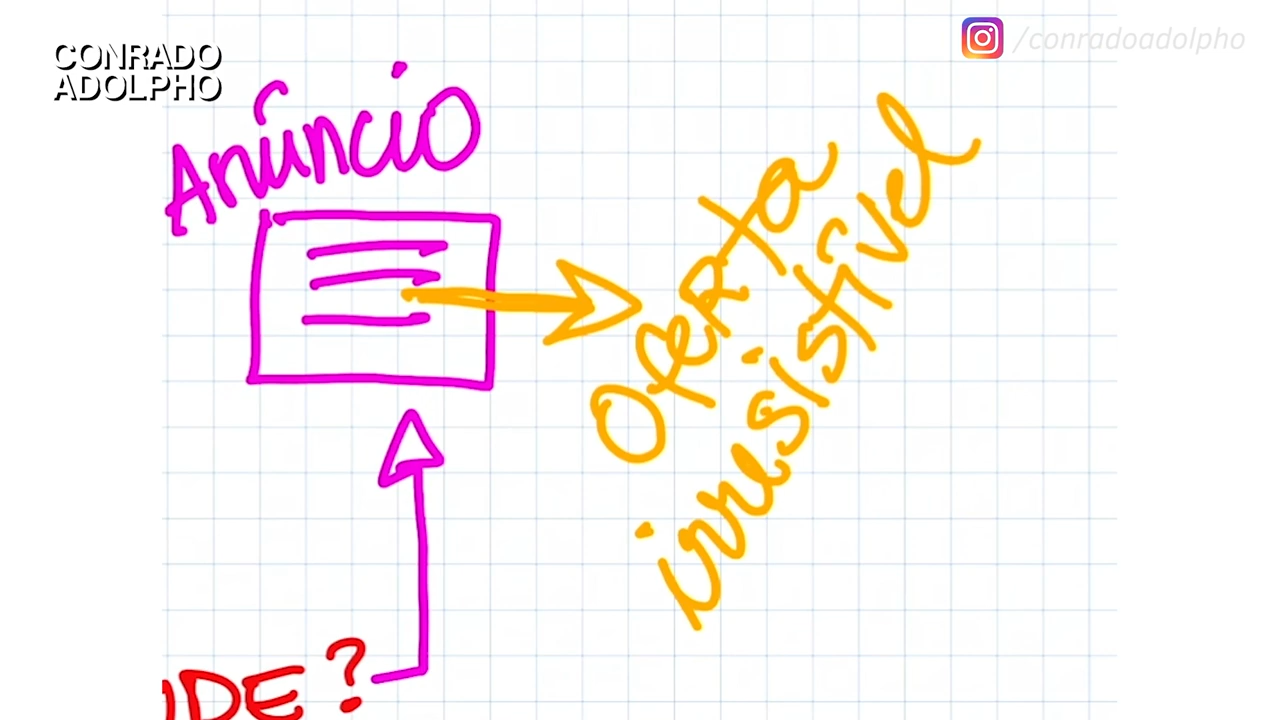 CONRADO
ADOLPHO
/conradoadolpho
Anúncio
Oferta
irresistível
?